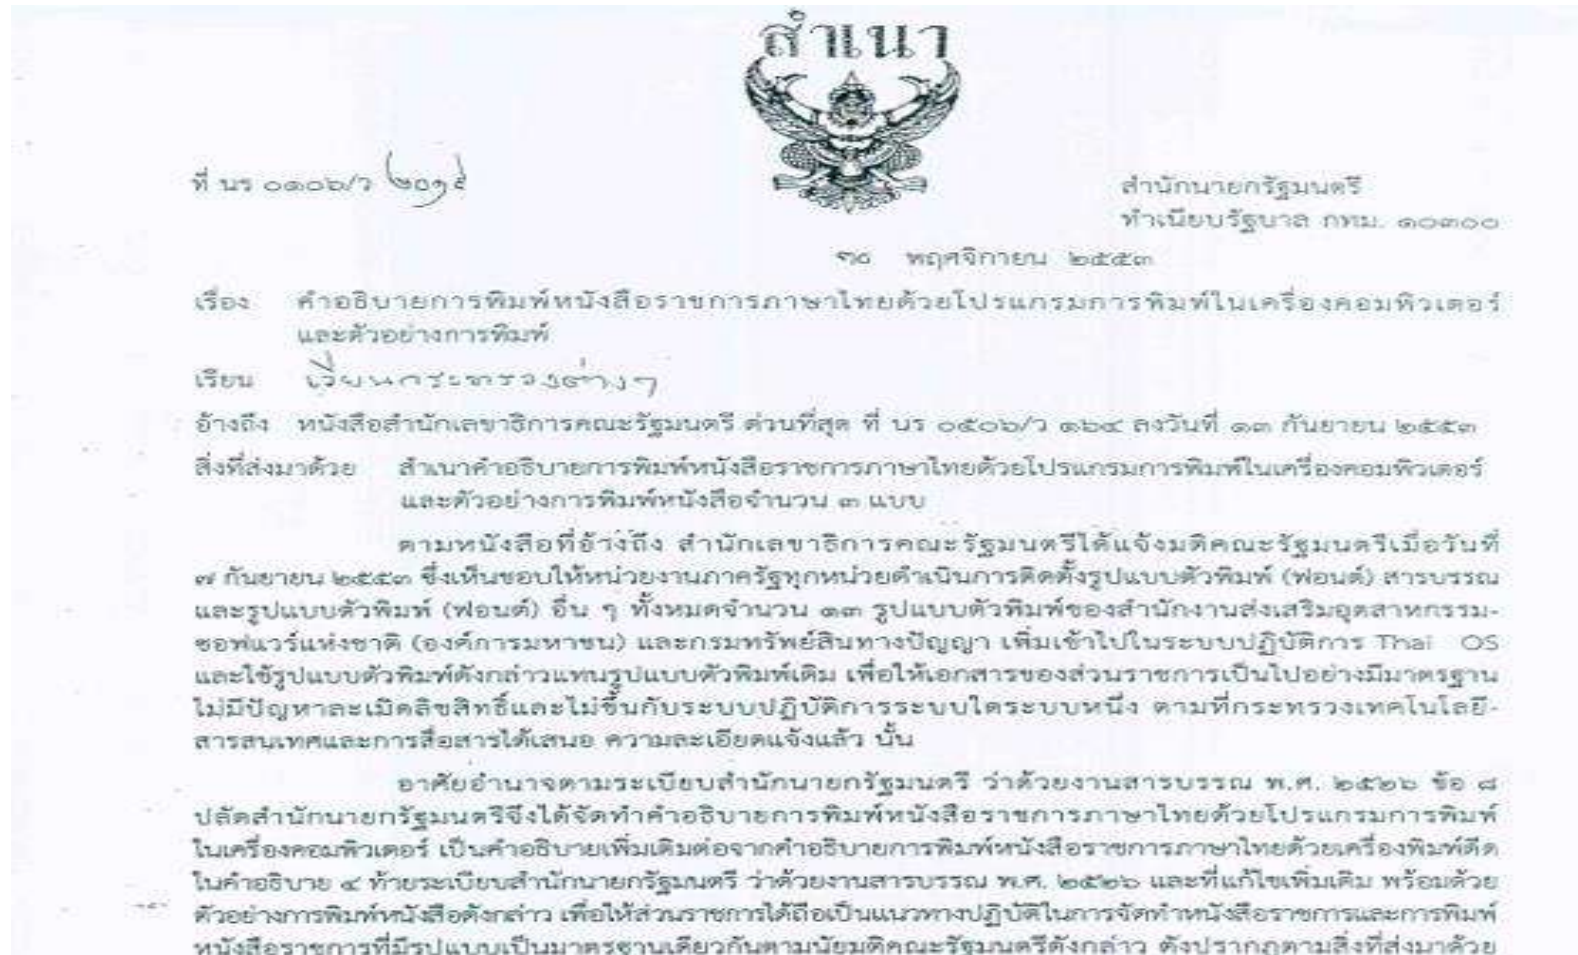 สำเนา
ที่ นร ๐๑๐๖/ว ๒๐๑๙
สำนักนายกรัฐมนตรี
ทำเนียบรัฐบาล กทม. ๑๐๓๐๐
๓๐ พฤศจิกายน ๒๕๕๓
เรื่อง คำอธิบายการพิมพ์หนังสือราชการภาษาไทยด้วยโปรแกรมการพิมพ์ในเครื่องคอมพิวเตอร์
และตัวอย่างการพิมพ์
เรียน เวียนกระทรวงต่างๆ
อ้างถึง หนังสือสำนักเลขาธิการคณะรัฐมนตรี ด่วนที่สุด ที่ นร ๐๕๐๖/ว ๑๖๔ ลงวันที่ ๑๓ กันยายน ๒๕๕๓
สิ่งที่ส่งมาด้วย สำเนาคำอธิบายการพิมพ์หนังสือราชการภาษาไทยด้วยโปรแกรมการพิมพ์ในเครื่องคอมพิวเตอร์
และตัวอย่างการพิมพ์หนังสือจำนวน ๓ แบบ
ตามหนังสือที่อ้างถึง สำนักเลขาธิการคณะรัฐมนตรีได้แจ้งมติคณะรัฐมนตรีเมื่อวันที่
๗ กันยายน ๒๕๕๓ ซึ่งเห็นชอบให้หน่วยงานภาครัฐทุกหน่วยดำเนินการติดตั้งรูปแบบตัวพิมพ์ (ฟอนต์) สารบรรณ
และรูปแบบตัวพิมพ์ (ฟอนต์) อื่น ๆ ทั้งหมดจำนวน ๑๓ รูปแบบตัวพิมพ์ของสำนักงานส่งเสริมอุตสาหกรรม-
ซอฟแวร์แห่งชาติ (องค์การมหาชน) และกรมทรัพย์สินทางปัญญา เพิ่มเข้าไปในระบบปฏิบัติการ Thai OS
และใช้รูปแบบตัวพิมพ์ดังกล่าวแทนรูปแบบตัวพิมพ์เดิม เพื่อให้เอกสารของส่วนราชการเป็นไปอย่างมีมาตรฐาน
ไม่มีปัญหาละเมิดลิขสิทธิ์และไม่ขึ้นกับระบบปฏิบัติการระบบใดระบบหนึ่ง ตามที่กระทรวงเทคโนโลยี-
สารสนเทศและการสื่อสารได้เสนอ ความละเอียดแจ้งแล้ว นั้น
อาศัยอำนาจตามระเบียบสำนักนายกรัฐมนตรี ว่าด้วยงานสารบรรณ พ.ศ. ๒๕๒๖ ข้อ ๘
ปลัดสำนักนายกรัฐมนตรีจึงได้จัดทำคำอธิบายการพิมพ์หนังสือราชการภาษาไทยด้วยโปรแกรมการพิมพ์
ในเครื่องคอมพิวเตอร์ เป็นคำอธิบายเพิ่มเติมต่อจากคำอธิบายการพิมพ์หนังสือราชการภาษาไทยด้วยเครื่องพิมพ์ดีด
ในคำอธิบาย ๔ ท้ายระเบียบสำนักนายกรัฐมนตรี ว่าด้วยงานสารบรรณ พ.ศ. ๒๕๒๖ และที่แก้ไขเพิ่มเติม พร้อมด้วย
ตัวอย่างการพิมพ์หนังสือดังกล่าว เพื่อให้ส่วนราชการได้ถือเป็นแนวทางปฏิบัติในการจัดทำหนังสือราชการและการพิมพ์
หนังสือราชการที่มีรูปแบบเป็นมาตรฐานเดียวกันตามนัยมติคณะรัฐมนตรีดังกล่าว ดังปรากฏตามสิ่งที่ส่งมาด้วย